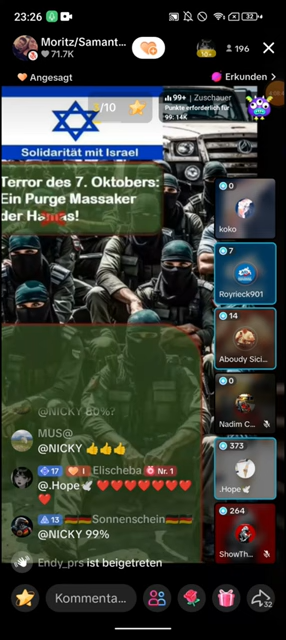 23:26
32
Moritz/Samant...
71.7K
196
Angesagt
Erkunden >
/10
99+ | Zuschauer
Punkte erforderlich für
99: 14K
Solidarität mit Israel
Terror des 7. Oktobers:
Ein Purge Massaker
der Hamas!
0
koko
7
Royrieck901
14
Aboudy Sici...
0
Nadim C...
373
.Hope🕊
264
ShowTh...
@NICKY 80%?
MUS@
@NICKY 👍👍👍
17 I Elischeba Nr. 1
@.Hope🕊 ❤️❤️❤️❤️❤️❤️❤️
❤️
13 🇩🇪🇩🇪Sonnenschein🇩🇪🇩🇪
@NICKY 99%
Endy_prs ist beigetreten
Kommenta...
32